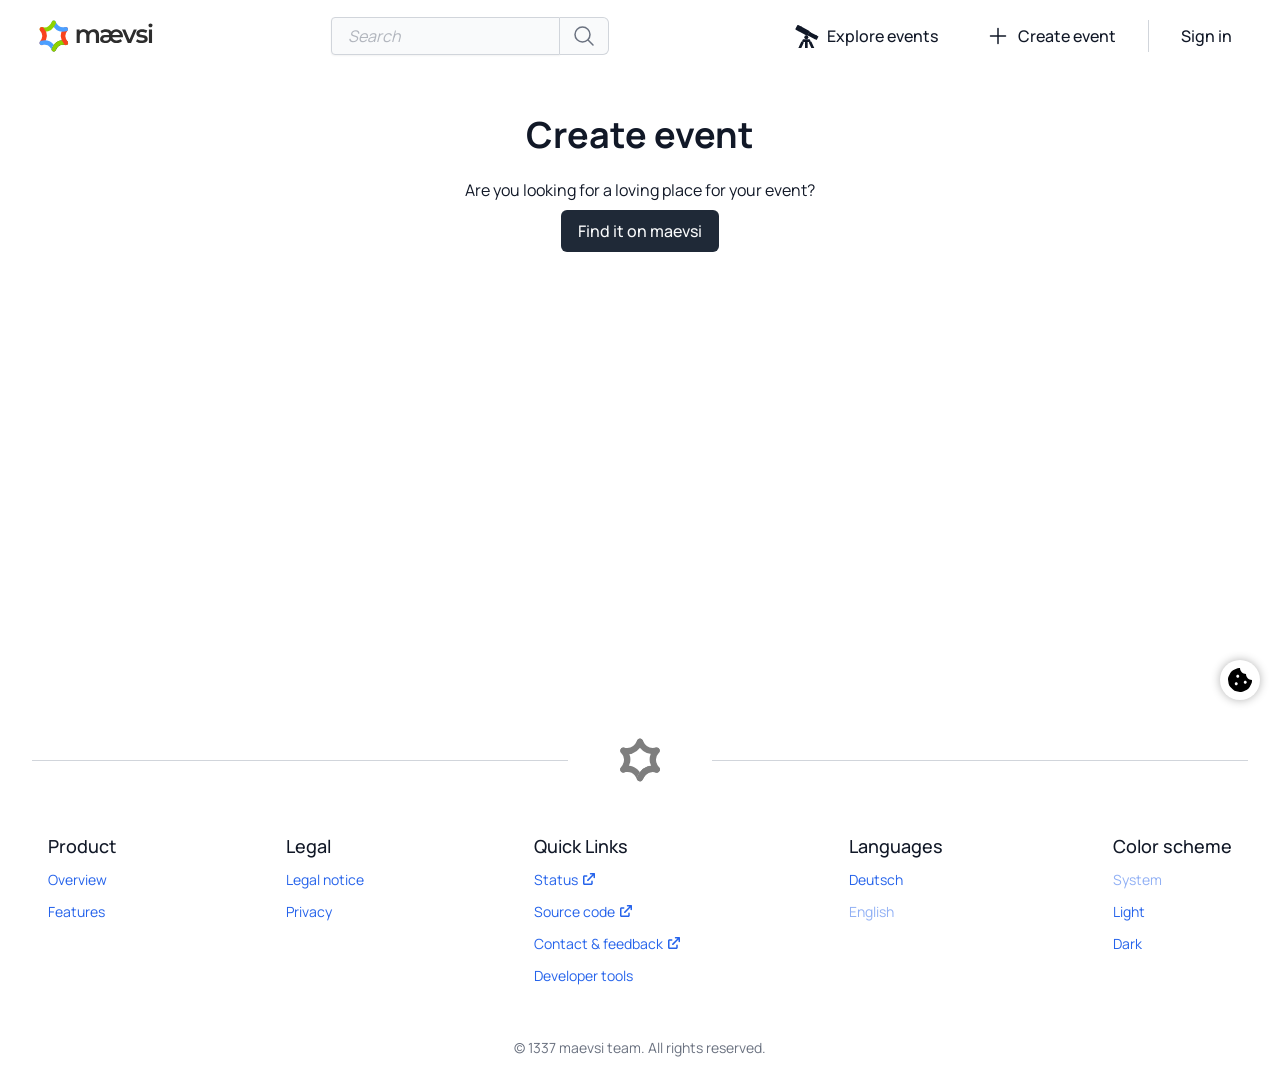 mævsi
Search
Explore events
Create event
Sign in
Create event
Are you looking for a loving place for your event?
Find it on maevsi
Product
Overview
Features
Legal
Legal notice
Privacy
Quick Links
Status
Source code
Contact & feedback
Developer tools
Languages
Deutsch
English
Color scheme
System
Light
Dark
© 1337 maevsi team. All rights reserved.